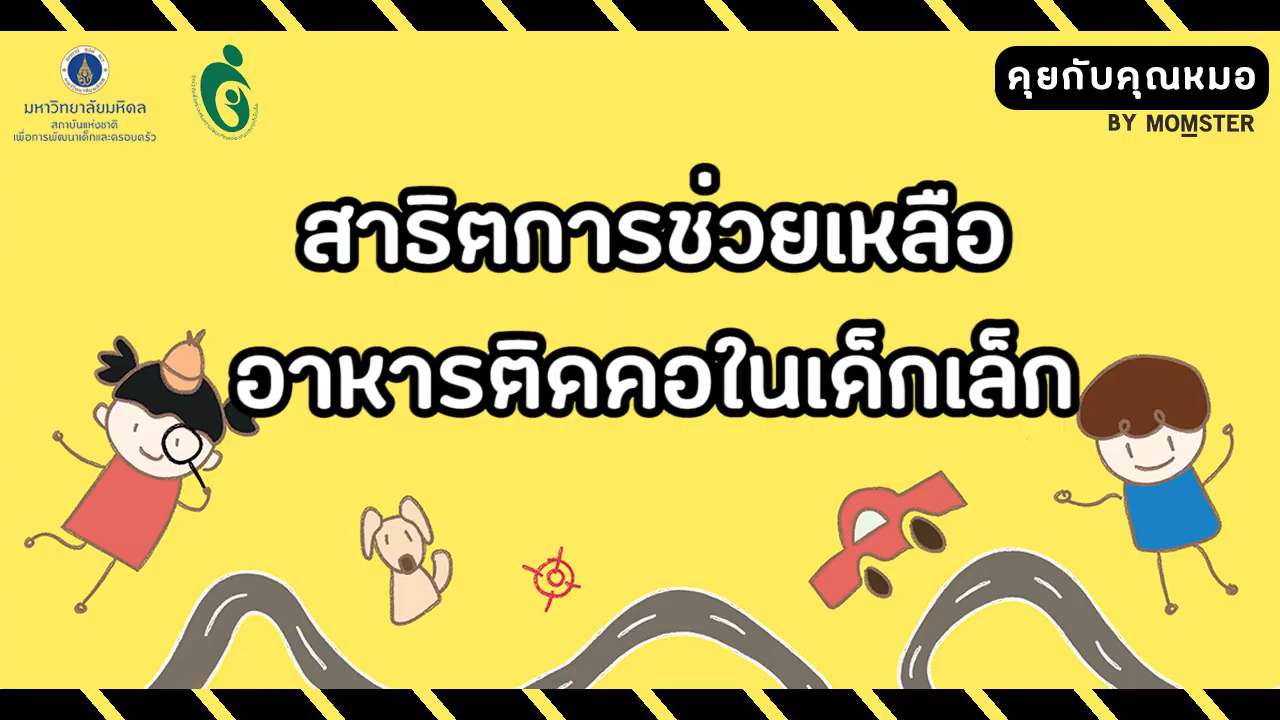 มหาวิทยาลัยมหิดล
สถาบันแห่งชาติ
เพื่อการพัฒนาเด็กและครอบครัว
คุยกับคุณหมอ
BY MOMSTER
สาธิตการช่วยเหลือ
อาหารติดคอในเด็กเล็ก